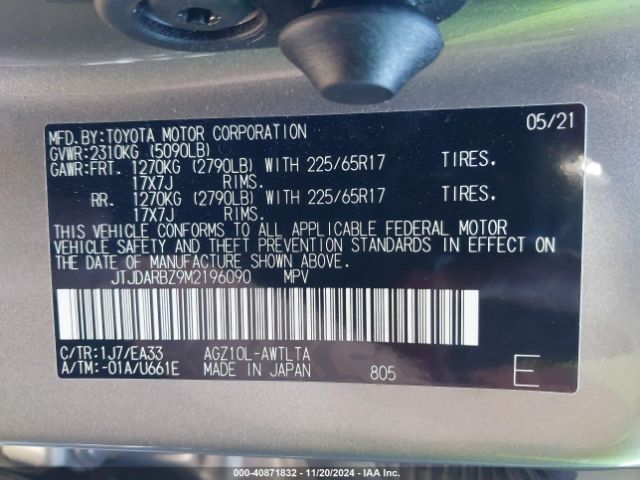 MFD.BY:TOYOTA MOTOR CORPORATION 05/21
GVWR:2310KG (5090LB)
GAWR:FRT. 1270KG (2790LB) WITH 225/65R17 TIRES,
17X7J RIMS.
RR. 1270KG (2790LB) WITH 225/65R17 TIRES,
17X7J RIMS.
THIS VEHICLE CONFORMS TO ALL APPLICABLE FEDERAL MOTOR
VEHICLE SAFETY AND THEFT PREVENTION STANDARDS IN EFFECT ON
THE DATE OF MANUFACTURE SHOWN ABOVE.
JTJDARBZ9M2196090 MPV
C/TR:1J7/EA33 AGZ10L-AWTLTA
A/TM:-01A/U661E MADE IN JAPAN 805 E
000-40871832 - 11/20/2024 - IAAI.COM